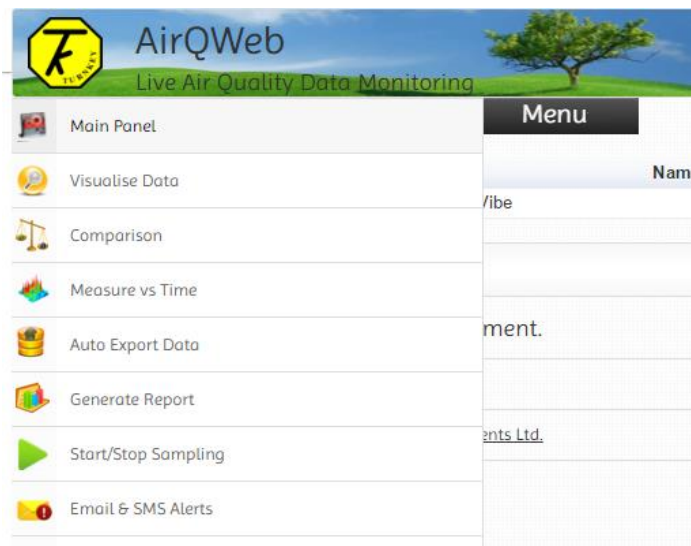 TURNKEY
AirQWeb
Live Air Quality Data Monitoring
Menu
Main Panel
Nam
Visualise Data
Vibe
Comparison
Measure vs Time
ment.
Auto Export Data
Generate Report
ents Ltd.
Start/Stop Sampling
Email & SMS Alerts